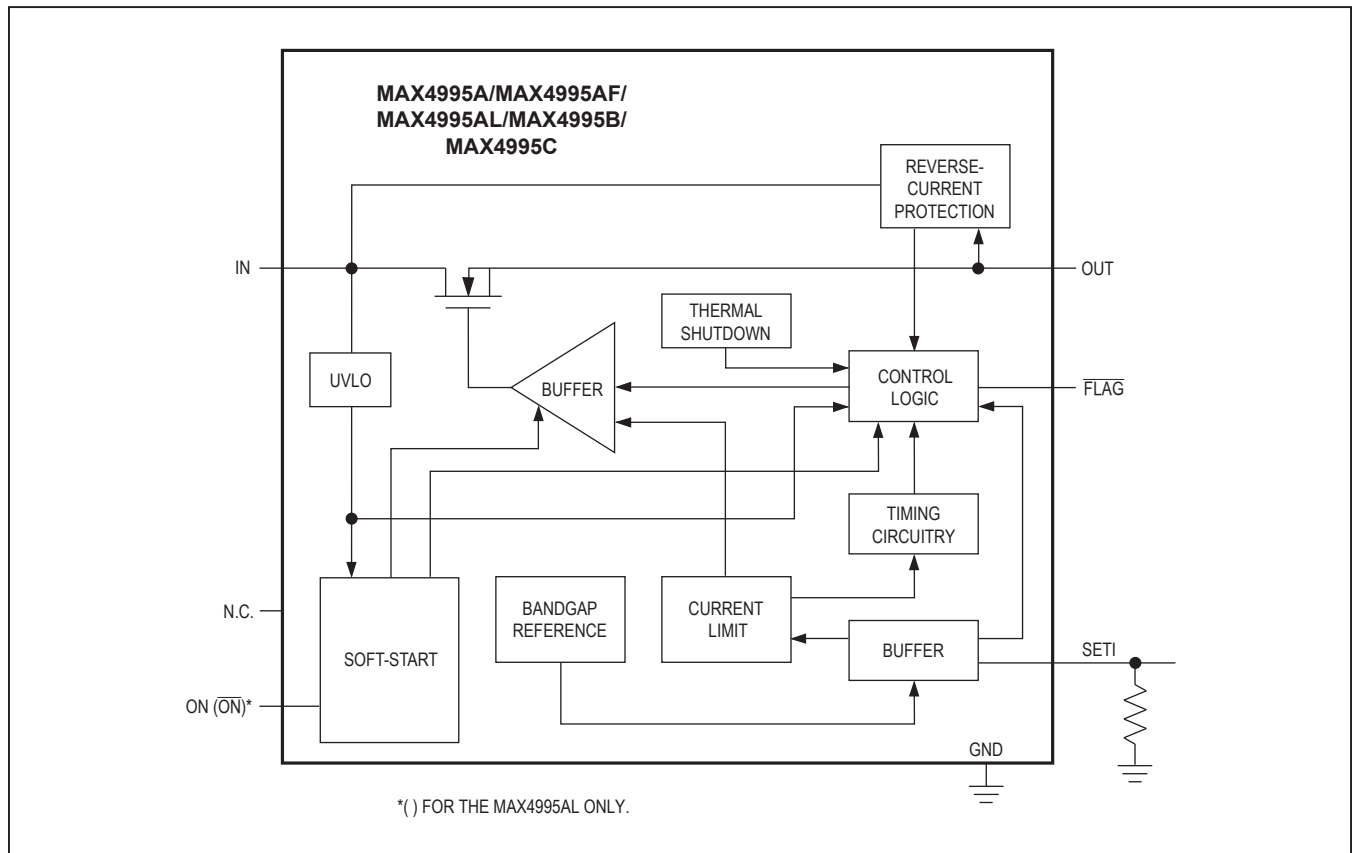 MAX4995A/MAX4995AF/
MAX4995AL/MAX4995B/
MAX4995C
REVERSE-
CURRENT
PROTECTION
IN
OUT
THERMAL
SHUTDOWN
UVLO
BUFFER
CONTROL
LOGIC
FLAG
TIMING
CIRCUITRY
N.C.
SOFT-START
BANDGAP
REFERENCE
CURRENT
LIMIT
BUFFER
SETI
ON (ON)*
GND
*( ) FOR THE MAX4995AL ONLY.